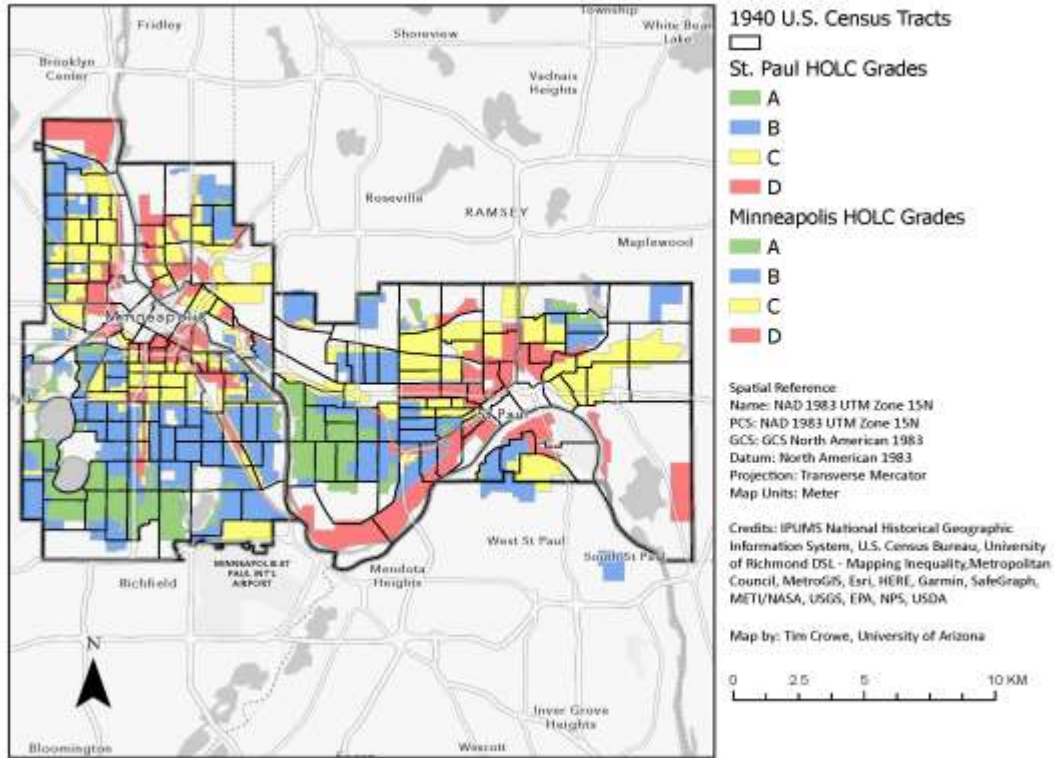 Township
Fridley
White Bear
Lake
Shoreview
Brooklyn
Center
Vadnais
Heights
Roseville
RAMSEY
Maplewood
Minneapolis
St Paul
West St Paul
South St Paul
MINNEAPOLIS-ST
PAUL INT'L
AIRPORT
Mendota
Heights
Richfield
N
Inver Grove
Heights
Bloomington
Wescott
1940 U.S. Census Tracts
St. Paul HOLC Grades
A
B
C
D
Minneapolis HOLC Grades
A
B
C
D
Spatial Reference
Name: NAD 1983 UTM Zone 15N
PCS: NAD 1983 UTM Zone 15N
GCS: GCS North American 1983
Datum: North American 1983
Projection: Transverse Mercator
Map Units: Meter
Credits: IPUMS National Historical Geographic
Information System, U.S. Census Bureau, University
of Richmond DSL - Mapping Inequality,Metropolitan
Council, MetroGIS, Esri, HERE, Garmin, SafeGraph,
METI/NASA, USGS, EPA, NPS, USDA
Map by: Tim Crowe, University of Arizona
0 2.5 5 10 KM